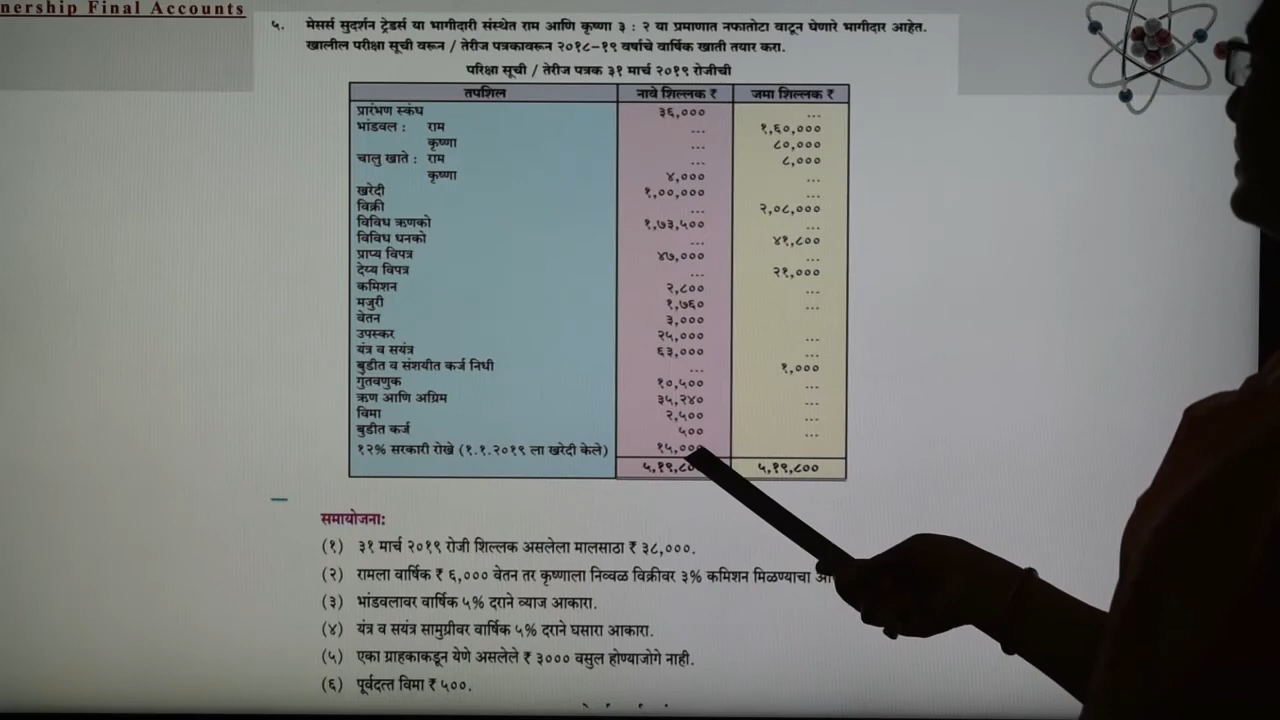 nership Final Accounts
५. मेसर्स सुदर्शन ट्रेडर्स या भागीदारी संस्थेत राम आणि कृष्णा ३ : २ या प्रमाणात नफातोटा वाटून घेणारे भागीदार आहेत.
खालील परीक्षा सूची वरून / तेरीज पत्रकावरून २०१८-१९ वर्षाचे वार्षिक खाती तयार करा.
परिक्षा सूची / तेरीज पत्रक ३१ मार्च २०१९ रोजीची
तपशिल नावे शिल्लक ₹ जमा शिल्लक ₹
प्रारंभण स्कंध ३६,००० ...
भांडवल : राम ... १,६०,०००
कृष्णा ... ८०,०००
चालु खाते : राम ... ८,०००
कृष्णा ४,००० ...
खरेदी १,००,००० ...
विक्री ... २,०८,०००
विविध ऋणको १,७३,५०० ...
विविध धनको ... ४१,८००
प्राप्य विपत्र ४७,००० ...
देय्य विपत्र ... २१,०००
कमिशन २,८०० ...
मजुरी १,७६० ...
वेतन ३,०००
उपस्कर २५,००० ...
यंत्र व सयंत्र ६३,००० ...
बुडीत व संशयीत कर्ज निधी ... १,०००
गुंतवणुक १०,५०० ...
ऋण आणि अग्रिम ३५,२४० ...
विमा २,५०० ...
बुडीत कर्ज ५०० ...
१२% सरकारी रोखे (१.१.२०१९ ला खरेदी केले) १५,०००
५,१९,८० ५,१९,८००
समायोजना:
(१) ३१ मार्च २०१९ रोजी शिल्लक असलेला मालसाठा ₹ ३८,०००.
(२) रामला वार्षिक ₹ ६,००० वेतन तर कृष्णाला निव्वळ विक्रीवर ३% कमिशन मिळण्याचा
(३) भांडवलावर वार्षिक ५% दराने व्याज आकारा.
(४) यंत्र व सयंत्र सामुग्रीवर वार्षिक ५% दराने घसारा आकारा.
(५) एका ग्राहकाकडून येणे असलेले ₹ ३००० वसुल होण्याजोगे नाही.
(६) पूर्वदत्त विमा ₹ ५००.